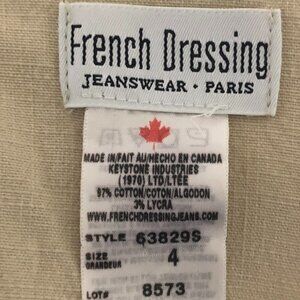 French Dressing
JEANSWEAR • PARIS
MADE IN/FAIT AU/HECHO EN CANADA
KEYSTONE INDUSTRIES
(1970) LTD/LTÉE
97% COTTON/COTON/ALGODON
3% LYCRA
WWW.FRENCHDRESSINGJEANS.COM
STYLE 63829S
SIZE 4
GRANDEUR
LOT# 8573